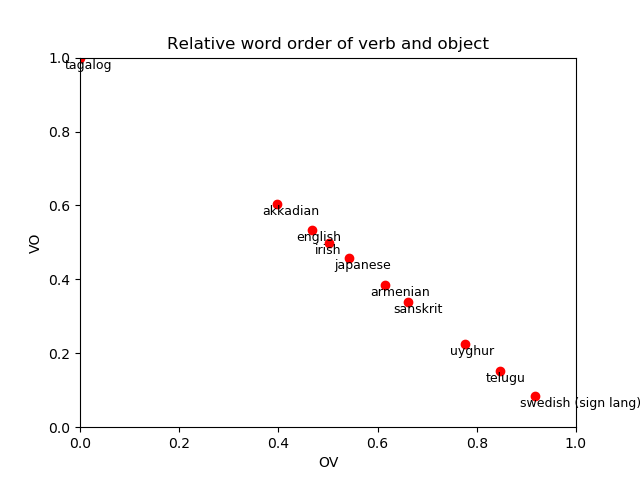 Relative word order of verb and object
1.0
tagalog
0.8
0.6
akkadian
english
irish
VO
japanese
0.4
armenian
sanskrit
uyghur
0.2
telugu
swedish (sign lang)
0.0
0.0 0.2 0.4 0.6 0.8 1.0
OV